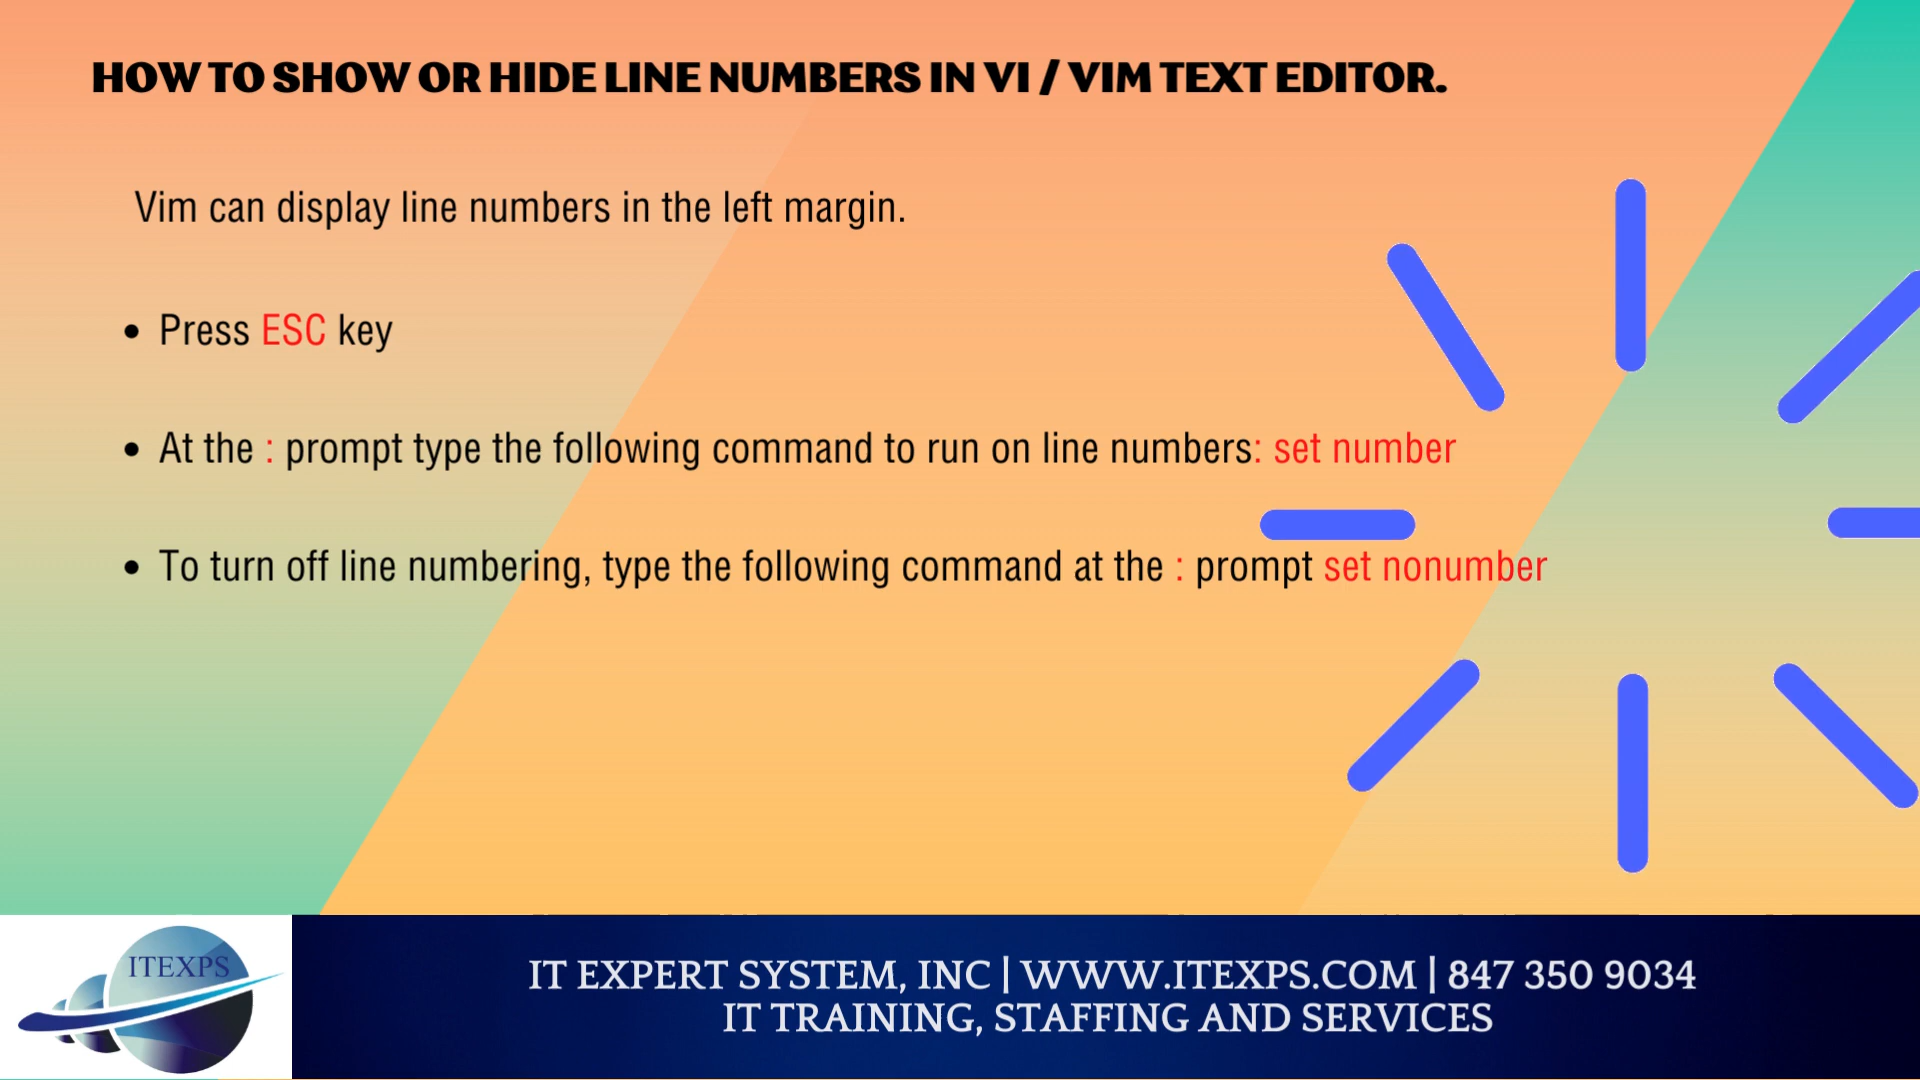 HOW TO SHOW OR HIDE LINE NUMBERS IN VI / VIM TEXT EDITOR.
Vim can display line numbers in the left margin.
• Press ESC key
• At the : prompt type the following command to run on line numbers: set number
• To turn off line numbering, type the following command at the : prompt set nonumber
ITEXPS
IT EXPERT SYSTEM, INC | WWW.ITEXPS.COM | 847 350 9034
IT TRAINING, STAFFING AND SERVICES